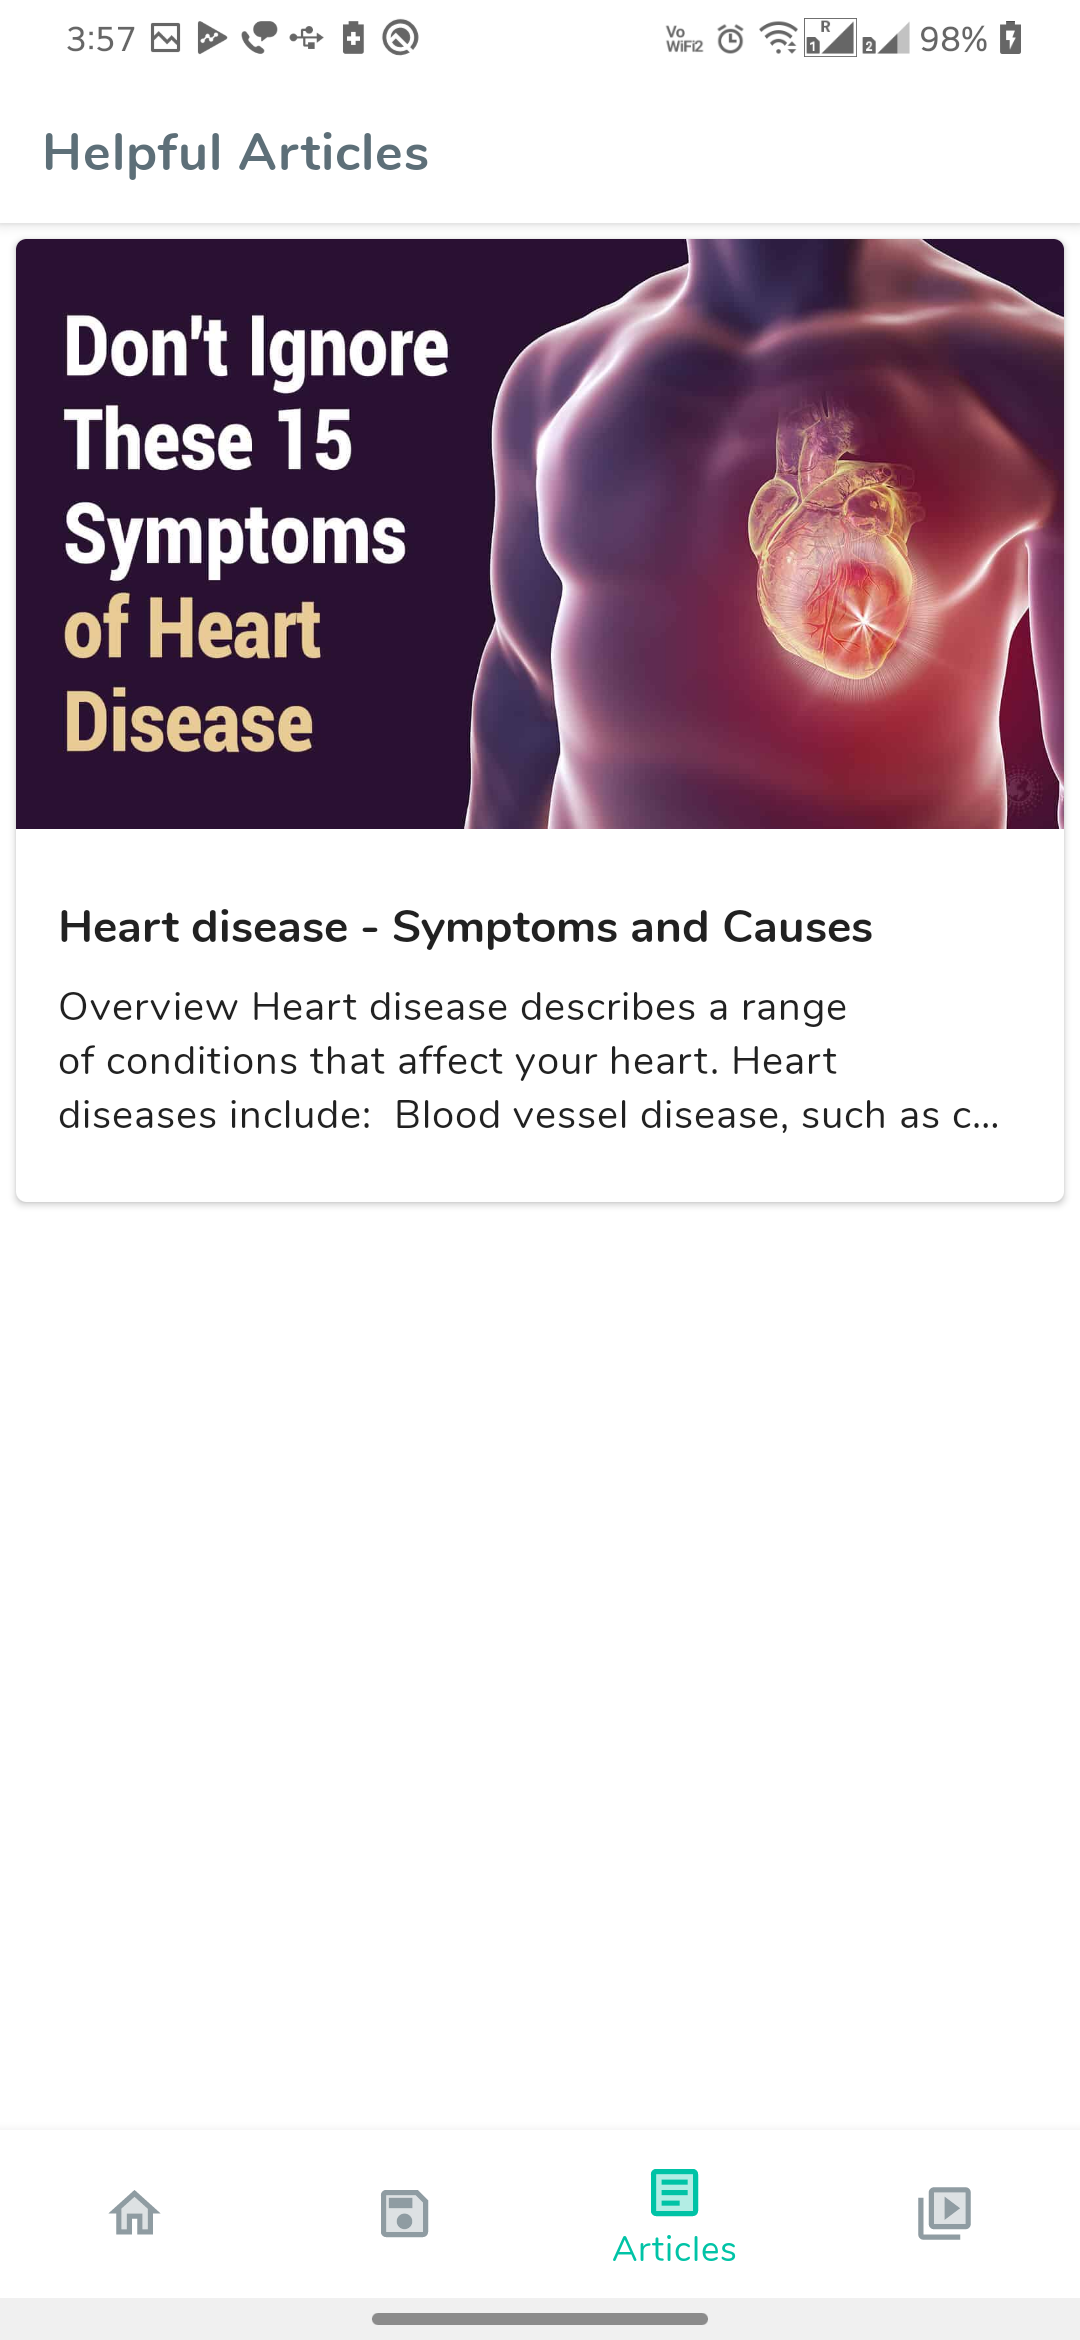 3:57
Vo
WiFi2
R
1
2
98%
Helpful Articles
Don't Ignore
These 15
Symptoms
of Heart
Disease
Heart disease - Symptoms and Causes
Overview Heart disease describes a range
of conditions that affect your heart. Heart
diseases include:  Blood vessel disease, such as c...
Articles